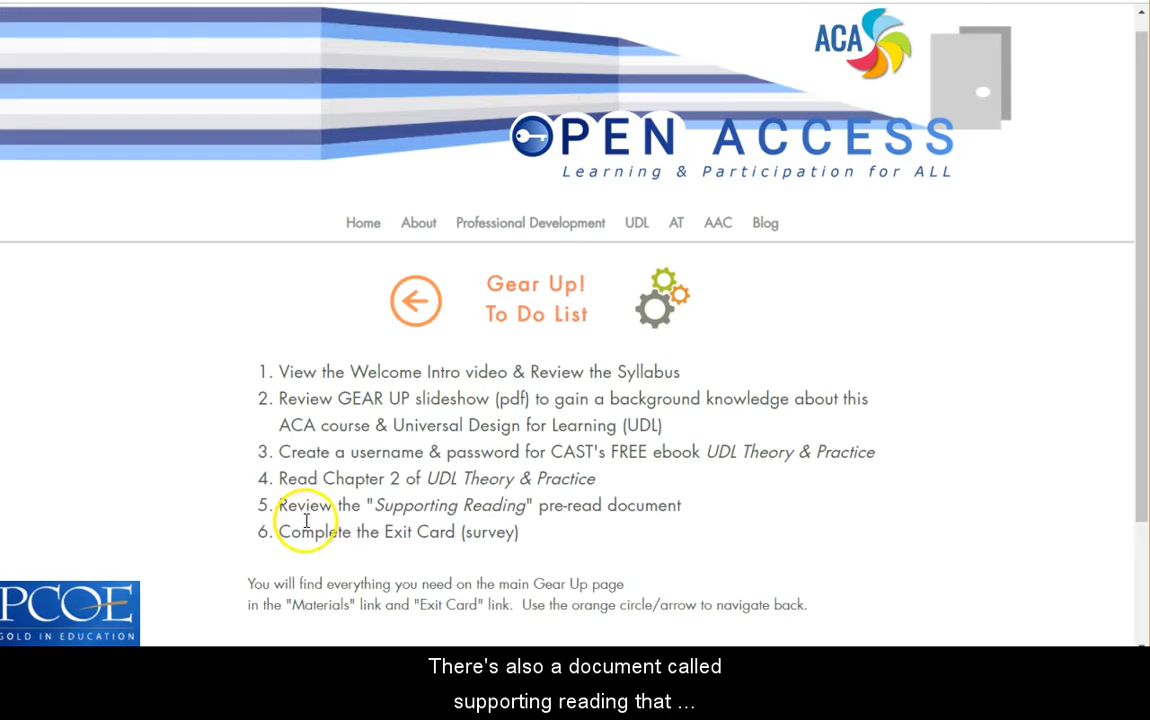 ACA
OPEN ACCESS
Learning & Participation for ALL
Home About Professional Development UDL AT AAC Blog
Gear Up!
To Do List
1. View the Welcome Intro video & Review the Syllabus
2. Review GEAR UP slideshow (pdf) to gain a background knowledge about this
ACA course & Universal Design for Learning (UDL)
3. Create a username & password for CAST's FREE ebook UDL Theory & Practice
4. Read Chapter 2 of UDL Theory & Practice
5. Review the "Supporting Reading" pre-read document
6. Complete the Exit Card (survey)
You will find everything you need on the main Gear Up page
in the "Materials" link and "Exit Card" link. Use the orange circle/arrow to navigate back.
PCOE
GOLD IN EDUCATION
There's also a document called
supporting reading that ...